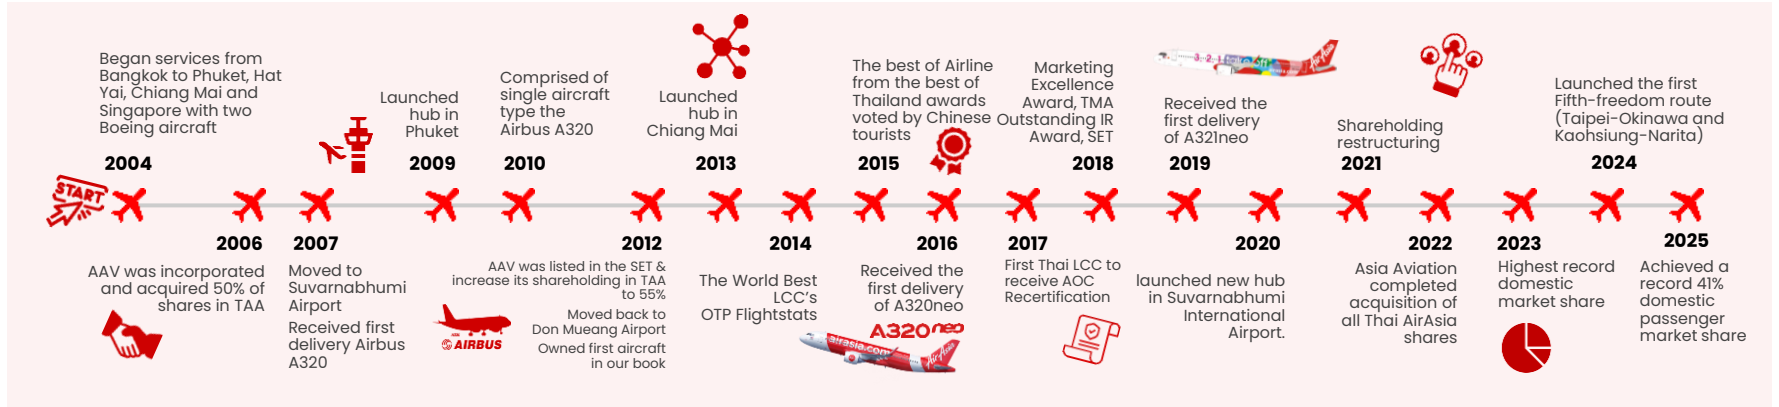 START
Began services from
Bangkok to Phuket, Hat
Yai, Chiang Mai and
Singapore with two
Boeing aircraft
2004
2006
AAV was incorporated
and acquired 50% of
shares in TAA
2007
Moved to
Suvarnabhumi
Airport
Received first
delivery Airbus
A320
Launched
hub in
Phuket
2009
Comprised of
single aircraft
type the
Airbus A320
2010
2012
AAV was listed in the SET &
increase its shareholding in TAA
to 55%
Moved back to
Don Mueang Airport
Owned first aircraft
in our book
AIRBUS
Launched
hub in
Chiang Mai
2013
2014
The World Best
LCC's
OTP Flightstats
The best of Airline
from the best of
Thailand awards
voted by Chinese
tourists
2015
2016
Received the
first delivery
of A320neo
A320neo
airasia.com
AirAsia
2017
First Thai LCC to
receive AOC
Recertification
Marketing
Excellence
Award, TMA
Outstanding IR
Award, SET
2018
3,2,1
AirAsia
Received the
first delivery
of A321neo
2019
2020
launched new hub
in Suvarnabhumi
International
Airport.
Shareholding
restructuring
2021
2022
Asia Aviation
completed
acquisition of
all Thai AirAsia
shares
2023
Highest record
domestic
market share
Launched the first
Fifth-freedom route
(Taipei-Okinawa and
Kaohsiung-Narita)
2024
2025
Achieved a
record 41%
domestic
passenger
market share